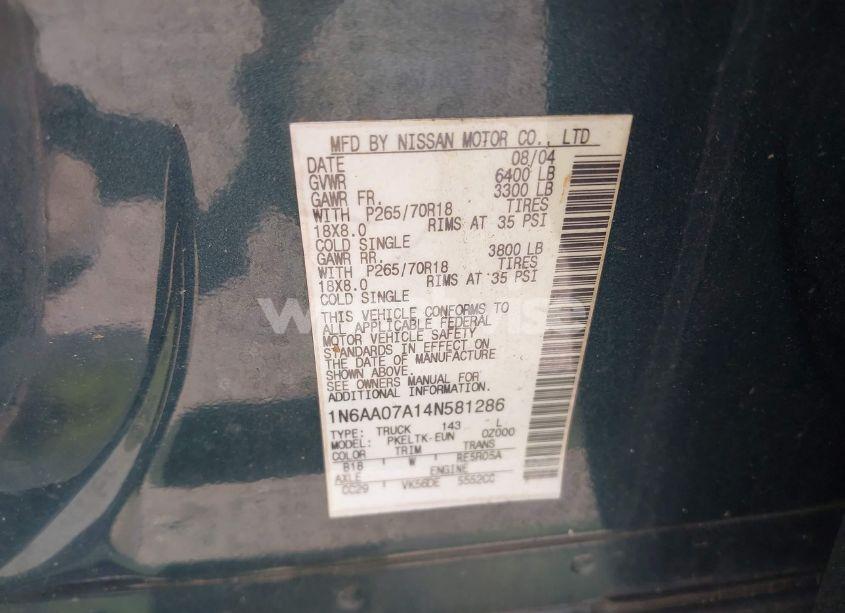 MFD BY NISSAN MOTOR CO., LTD
DATE 08/04
GVWR 6400 LB
GAWR FR. 3300 LB
WITH P265/70R18 TIRES
18X8.0 RIMS AT 35 PSI
COLD SINGLE
GAWR RR. 3800 LB
WITH P265/70R18 TIRES
18X8.0 RIMS AT 35 PSI
COLD SINGLE
THIS VEHICLE CONFORMS TO
ALL APPLICABLE FEDERAL
MOTOR VEHICLE SAFETY
STANDARDS IN EFFECT ON
THE DATE OF MANUFACTURE
SHOWN ABOVE.
SEE OWNERS MANUAL FOR
ADDITIONAL INFORMATION.
1N6AA07A14N581286
TYPE: TRUCK 143 L
MODEL: PKELTK-EUN 0Z000
COLOR TRIM TRANS
B18 W RE5R05A
AXLE ENGINE
CC29 VK56DE 5552CC